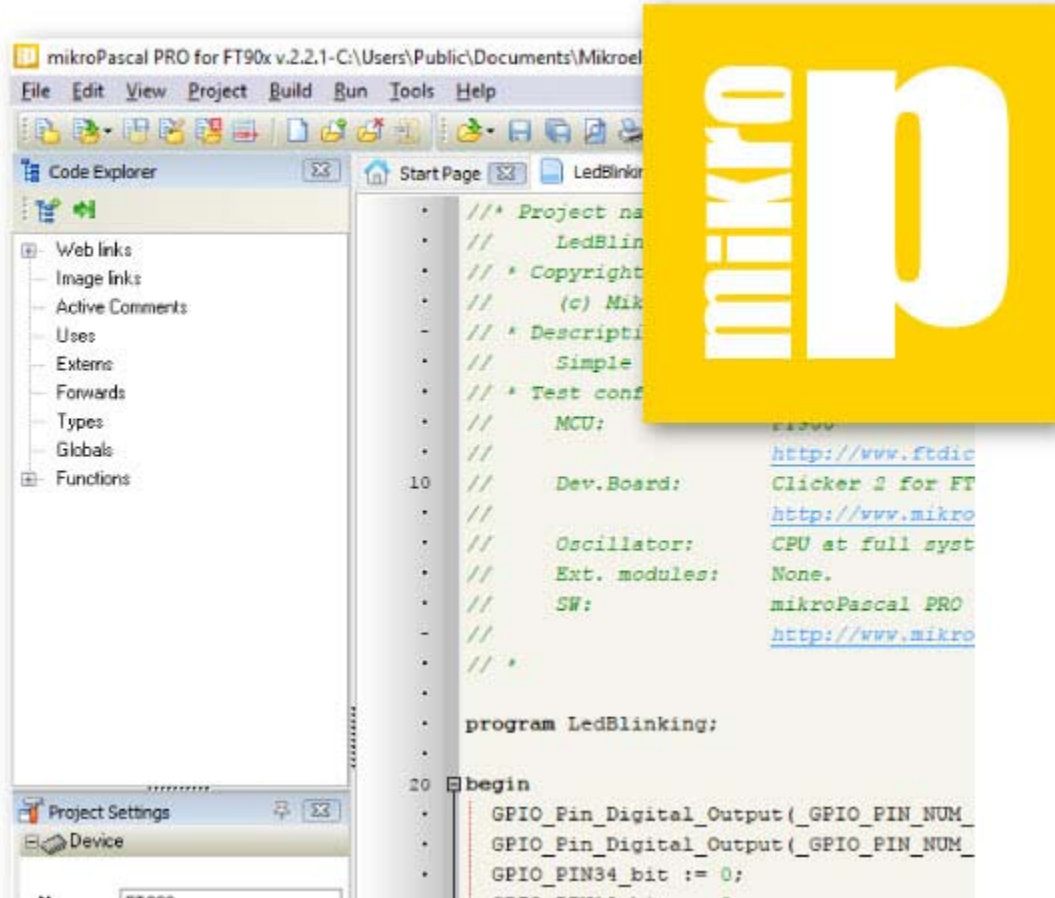 mikroPascal PRO for FT90x v.2.2.1-C:\Users\Public\Documents\Mikroel
mikro
p
File Edit View Project Build Run Tools Help
Code Explorer
Start Page LedBlinkin
Web links
Image links
Active Comments
Uses
Externs
Forwards
Types
Globals
Functions
//* Project na
// LedBlin
// * Copyright
// (c) Mik
// * Descripti
// Simple
// * Test conf
// MCU: FT900
// http://www.ftdic
10 // Dev.Board: Clicker 2 for FT
// http://www.mikro
// Oscillator: CPU at full syst
// Ext. modules: None.
// SW: mikroPascal PRO
// http://www.mikro
// *
program LedBlinking;
20 begin
GPIO_Pin_Digital_Output(_GPIO_PIN_NUM_
GPIO_Pin_Digital_Output(_GPIO_PIN_NUM_
GPIO_PIN34_bit := 0;
Project Settings
Device